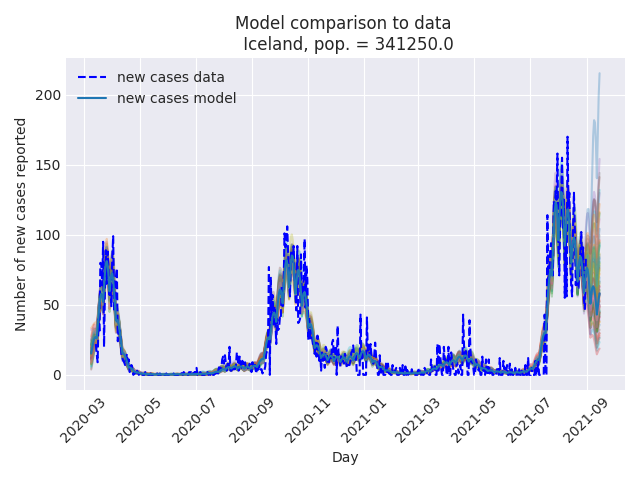 Model comparison to data
Iceland, pop. = 341250.0
new cases data
new cases model
Number of new cases reported
200
150
100
50
0
2020-03
2020-05
2020-07
2020-09
2020-11
2021-01
2021-03
2021-05
2021-07
2021-09
Day